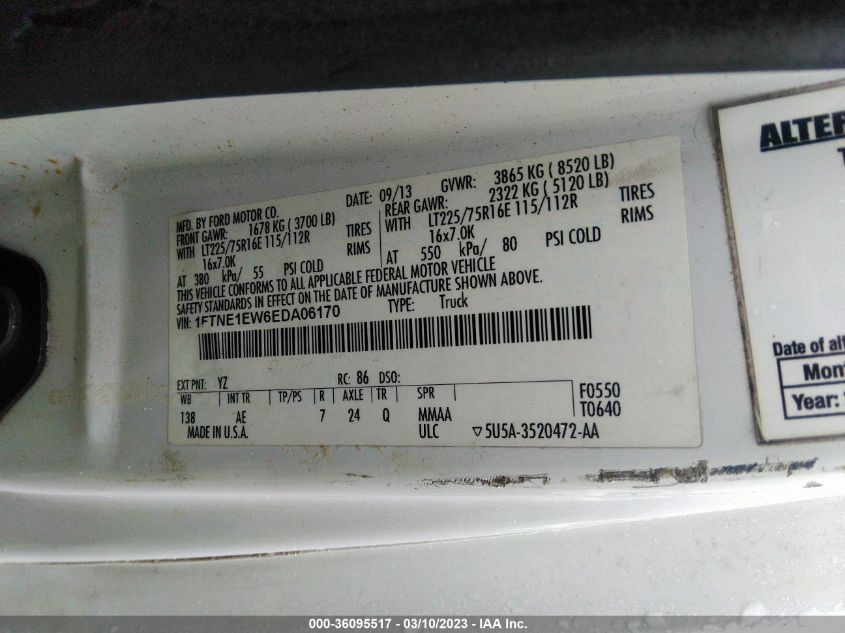 MFD. BY FORD MOTOR CO.
DATE: 09/13 GVWR: 3865 KG ( 8520 LB)
FRONT GAWR: 1678 KG ( 3700 LB)
REAR GAWR: 2322 KG ( 5120 LB)
WITH LT225/75R16E 115/112R TIRES
WITH LT225/75R16E 115/112R TIRES
16x7.0K RIMS
16x7.0K RIMS
AT 380 kPa/ 55 PSI COLD
AT 550 kPa/ 80 PSI COLD
THIS VEHICLE CONFORMS TO ALL APPLICABLE FEDERAL MOTOR VEHICLE
SAFETY STANDARDS IN EFFECT ON THE DATE OF MANUFACTURE SHOWN ABOVE.
VIN: 1FTNE1EW6EDA06170 TYPE: Truck
EXT PNT: YZ RC: 86 DSO:
WB INT TR TP/PS R AXLE TR SPR F0550
138 AE 7 24 Q MMAA T0640
MADE IN U.S.A. ULC ▽5U5A-3520472-AA
ALTER
Date of alt
Mont
Year:
000-36095517 - 03/10/2023 - IAA Inc.